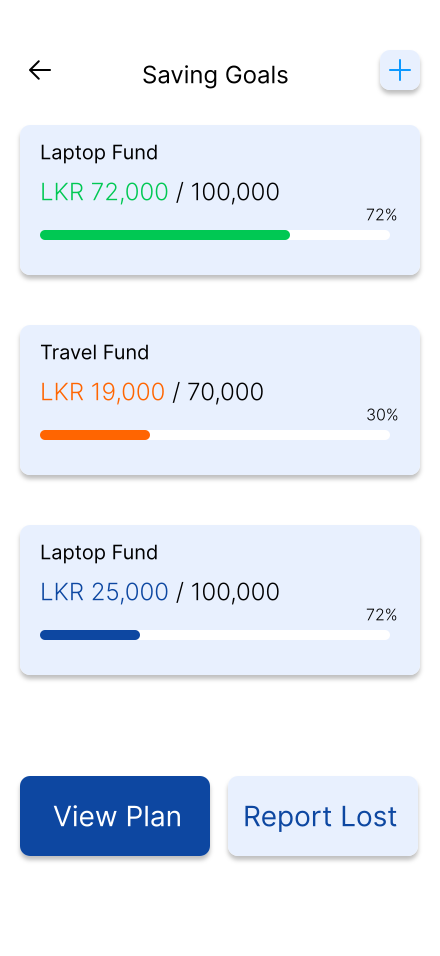 Saving Goals
Laptop Fund
LKR 72,000 / 100,000
72%
Travel Fund
LKR 19,000 / 70,000
30%
Laptop Fund
LKR 25,000 / 100,000
72%
View Plan
Report Lost